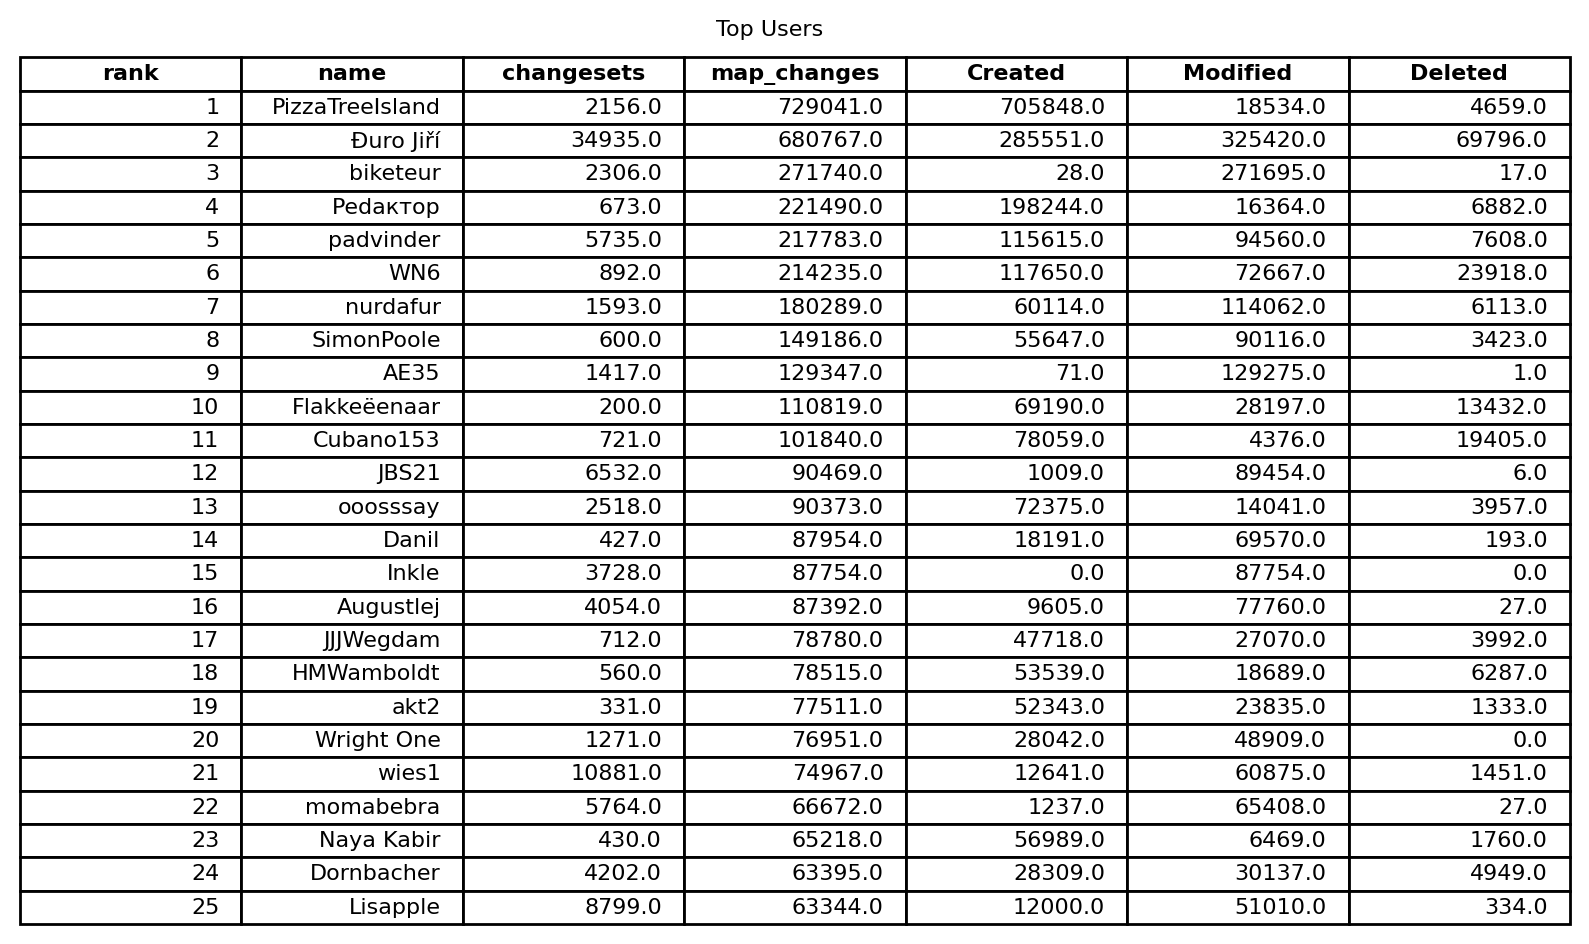 Top Users
rank name changesets map_changes Created Modified Deleted
1 PizzaTreeIsland 2156.0 729041.0 705848.0 18534.0 4659.0
2 Đuro Jiří 34935.0 680767.0 285551.0 325420.0 69796.0
3 biketeur 2306.0 271740.0 28.0 271695.0 17.0
4 Pedaктop 673.0 221490.0 198244.0 16364.0 6882.0
5 padvinder 5735.0 217783.0 115615.0 94560.0 7608.0
6 WN6 892.0 214235.0 117650.0 72667.0 23918.0
7 nurdafur 1593.0 180289.0 60114.0 114062.0 6113.0
8 SimonPoole 600.0 149186.0 55647.0 90116.0 3423.0
9 AE35 1417.0 129347.0 71.0 129275.0 1.0
10 Flakkeëenaar 200.0 110819.0 69190.0 28197.0 13432.0
11 Cubano153 721.0 101840.0 78059.0 4376.0 19405.0
12 JBS21 6532.0 90469.0 1009.0 89454.0 6.0
13 ooosssay 2518.0 90373.0 72375.0 14041.0 3957.0
14 Danil 427.0 87954.0 18191.0 69570.0 193.0
15 Inkle 3728.0 87754.0 0.0 87754.0 0.0
16 Augustlej 4054.0 87392.0 9605.0 77760.0 27.0
17 JJJWegdam 712.0 78780.0 47718.0 27070.0 3992.0
18 HMWamboldt 560.0 78515.0 53539.0 18689.0 6287.0
19 akt2 331.0 77511.0 52343.0 23835.0 1333.0
20 Wright One 1271.0 76951.0 28042.0 48909.0 0.0
21 wies1 10881.0 74967.0 12641.0 60875.0 1451.0
22 momabebra 5764.0 66672.0 1237.0 65408.0 27.0
23 Naya Kabir 430.0 65218.0 56989.0 6469.0 1760.0
24 Dornbacher 4202.0 63395.0 28309.0 30137.0 4949.0
25 Lisapple 8799.0 63344.0 12000.0 51010.0 334.0